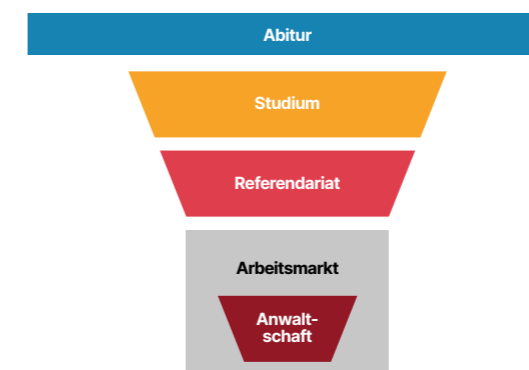 Abitur
Studium
Referendariat
Arbeitsmarkt
Anwalt-
schaft